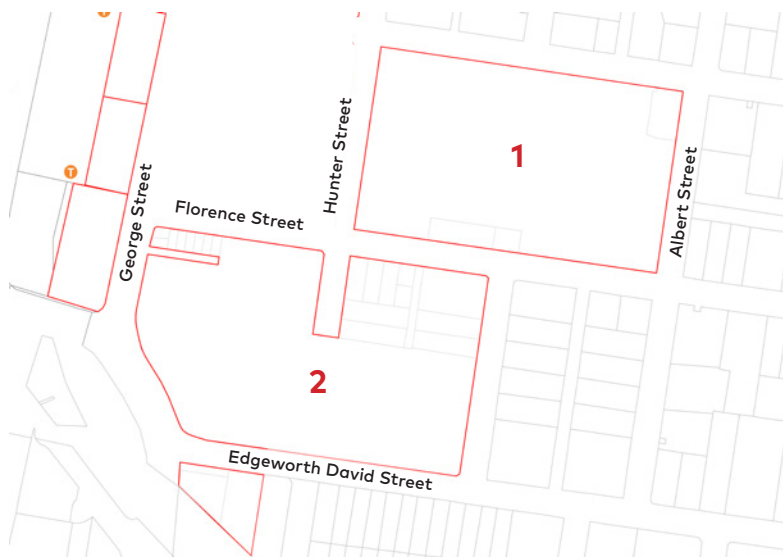 T
T
1
Hunter Street
Albert Street
George Street
Florence Street
2
Edgeworth David Street